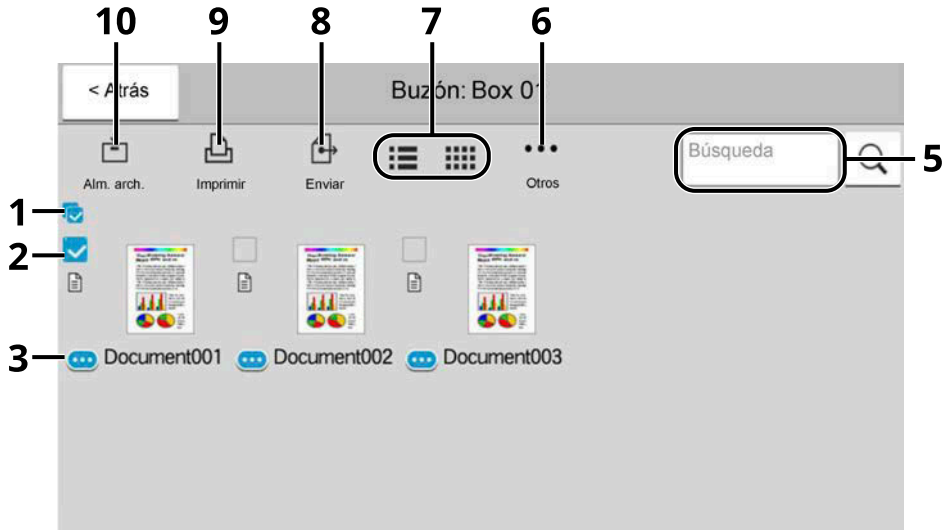 10 9 8 7 6
< Atrás
Buzón: Box 01
Búsqueda
5
Alm. arch.
Imprimir
Enviar
Otros
1
2
3
Document001
Document002
Document003